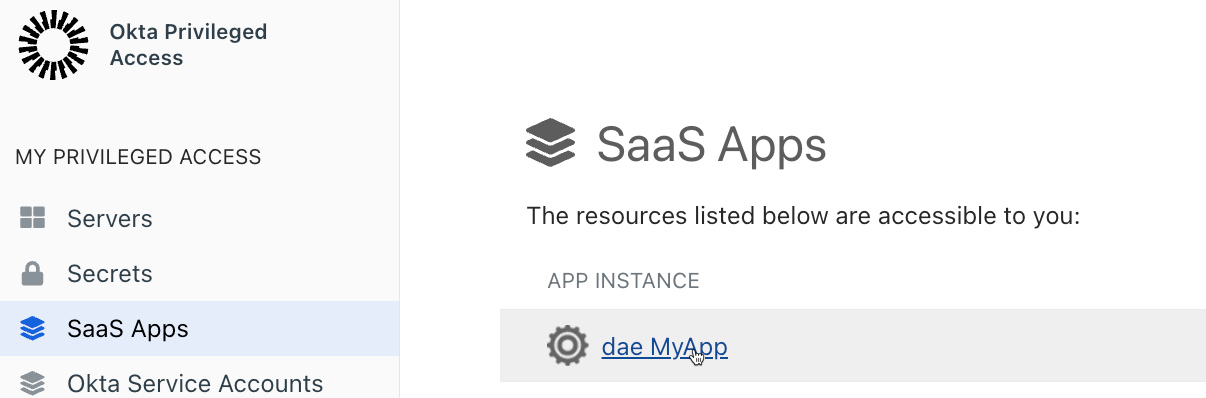 Okta Privileged
Access
MY PRIVILEGED ACCESS
Servers
Secrets
SaaS Apps
Okta Service Accounts
SaaS Apps
The resources listed below are accessible to you:
APP INSTANCE
dae MyApp